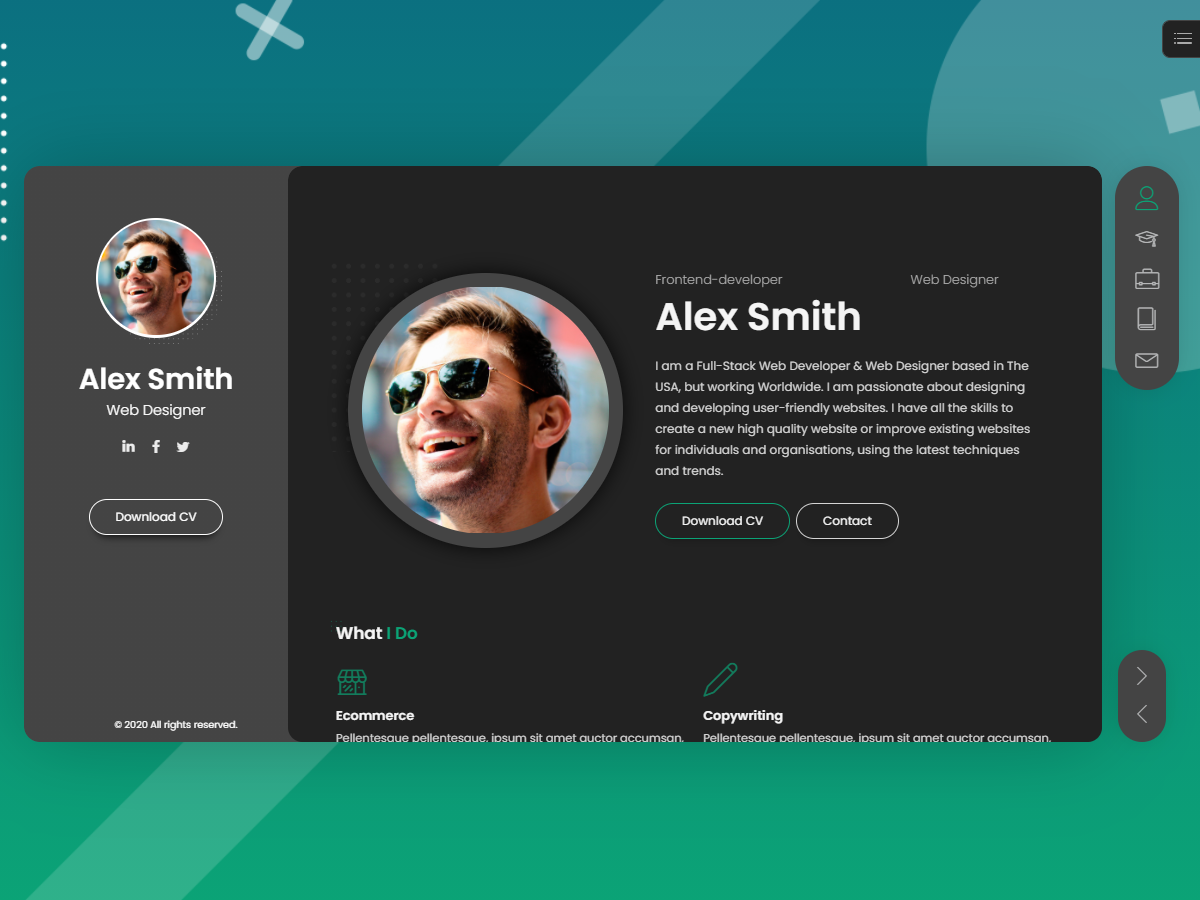 Alex Smith
Web Designer
Download CV
© 2020 All rights reserved.
Frontend-developer
Web Designer
Alex Smith
I am a Full-Stack Web Developer & Web Designer based in The
USA, but working Worldwide. I am passionate about designing
and developing user-friendly websites. I have all the skills to
create a new high quality website or improve existing websites
for individuals and organisations, using the latest techniques
and trends.
Download CV
Contact
What I Do
Ecommerce
Pellentesque pellentesque, ipsum sit amet auctor accumsan,
Copywriting
Pellentesque pellentesque, ipsum sit amet auctor accumsan,